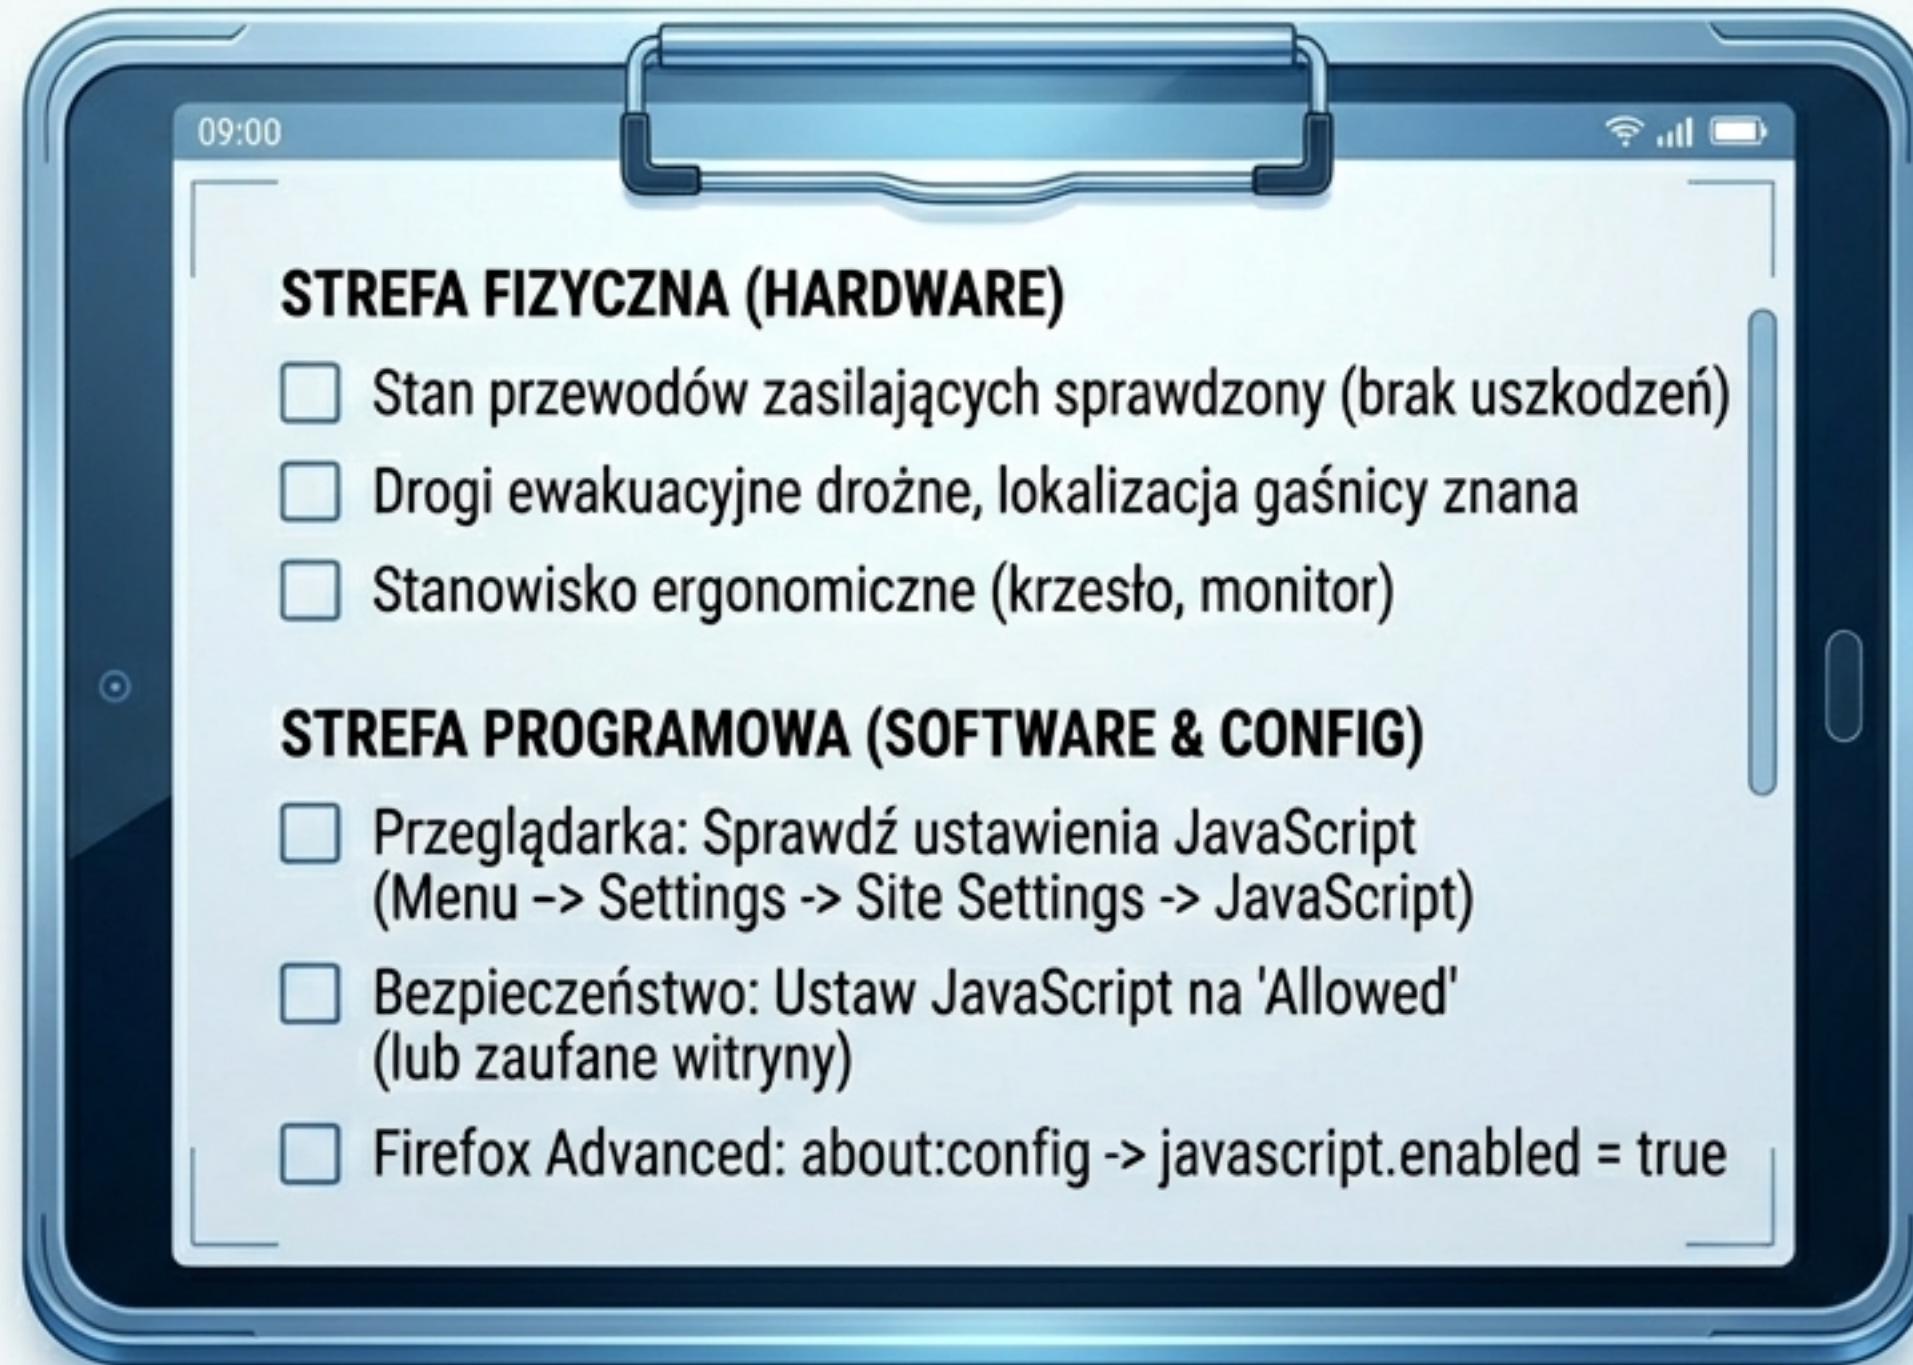 09:00
STREFA FIZYCZNA (HARDWARE)
Stan przewodów zasilających sprawdzony (brak uszkodzeń)
Drogi ewakuacyjne drożne, lokalizacja gaśnicy znana
Stanowisko ergonomiczne (krzesło, monitor)
STREFA PROGRAMOWA (SOFTWARE & CONFIG)
Przeglądarka: Sprawdź ustawienia JavaScript
(Menu –> Settings -> Site Settings -> JavaScript)
Bezpieczeństwo: Ustaw JavaScript na 'Allowed'
(lub zaufane witryny)
Firefox Advanced: about:config -> javascript.enabled = true